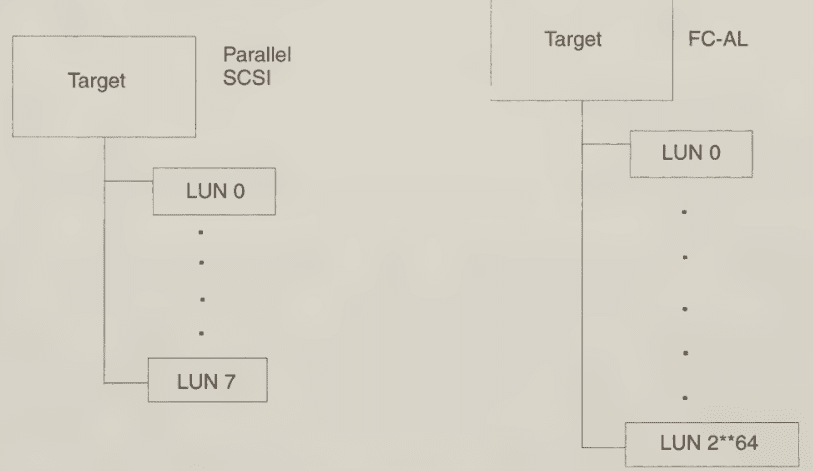 Target
Parallel
SCSI
LUN 0
LUN 7
Target
FC-AL
LUN 0
LUN 2**64